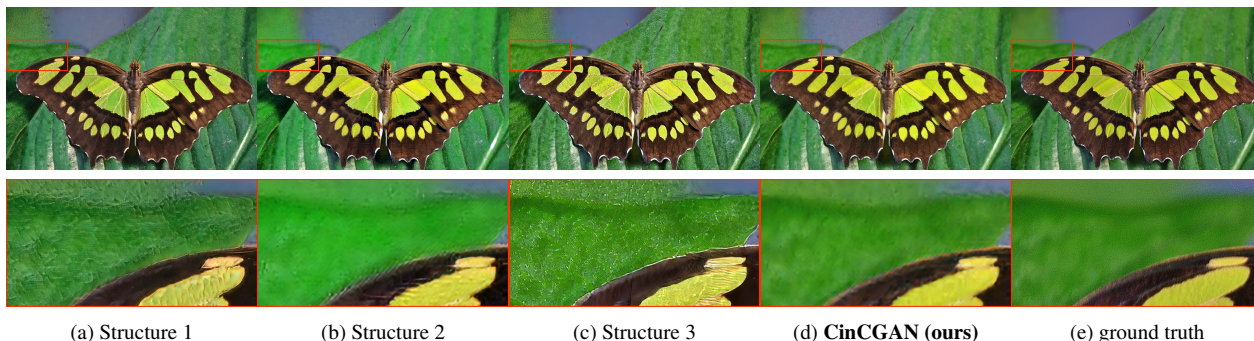 (a) Structure 1
(b) Structure 2
(c) Structure 3
(d) CinCGAN (ours)
(e) ground truth